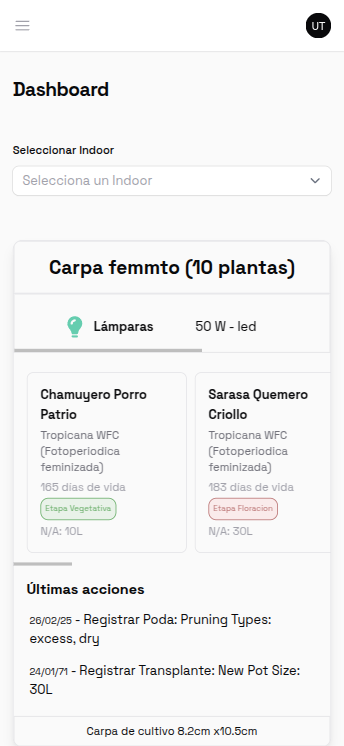 UT
Dashboard
Seleccionar Indoor
Selecciona un Indoor
Carpa femmto (10 plantas)
Lámparas 50 W - led
Chamuyero Porro
Patrio
Tropicana WFC
(Fotoperiodica
feminizada)
165 días de vida
Etapa Vegetativa
N/A: 10L
Sarasa Quemero
Criollo
Tropicana WFC
(Fotoperiodica
feminizada)
183 días de vida
Etapa Floracion
N/A: 30L
Últimas acciones
26/02/25 - Registrar Poda: Pruning Types:
excess, dry
24/01/71 - Registrar Transplante: New Pot Size:
30L
Carpa de cultivo 8.2cm x10.5cm